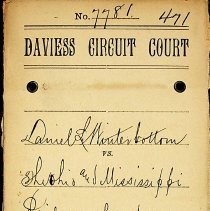 No. 7781. 471
DAVIESS CIRCUIT COURT
Daniel L Winterbottom
VS.
The Ohio and Mississippi